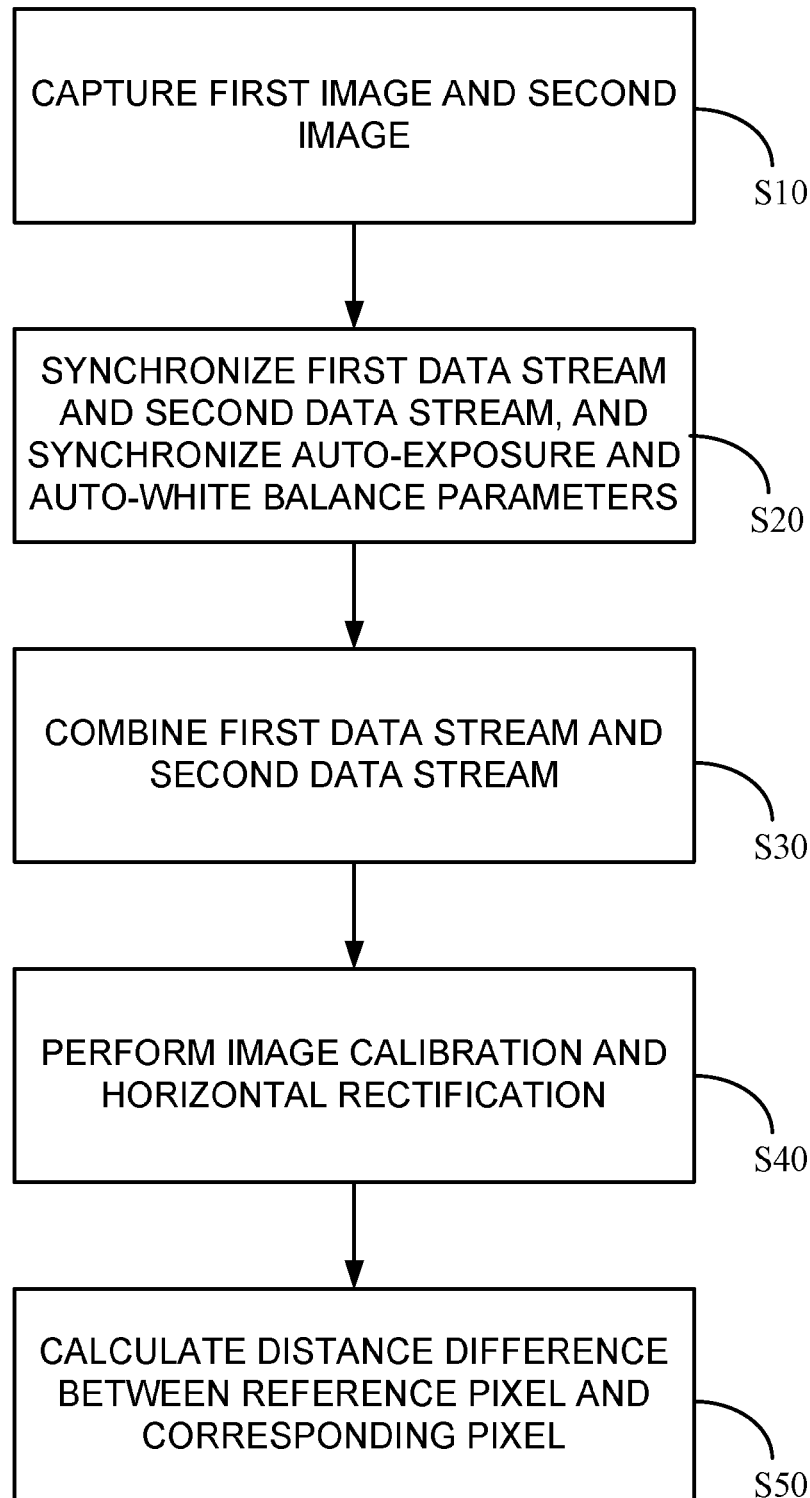 CAPTURE FIRST IMAGE AND SECOND
IMAGE
S10
SYNCHRONIZE FIRST DATA STREAM
AND SECOND DATA STREAM, AND
SYNCHRONIZE AUTO-EXPOSURE AND
AUTO-WHITE BALANCE PARAMETERS
S20
COMBINE FIRST DATA STREAM AND
SECOND DATA STREAM
S30
PERFORM IMAGE CALIBRATION AND
HORIZONTAL RECTIFICATION
S40
CALCULATE DISTANCE DIFFERENCE
BETWEEN REFERENCE PIXEL AND
CORRESPONDING PIXEL
S50